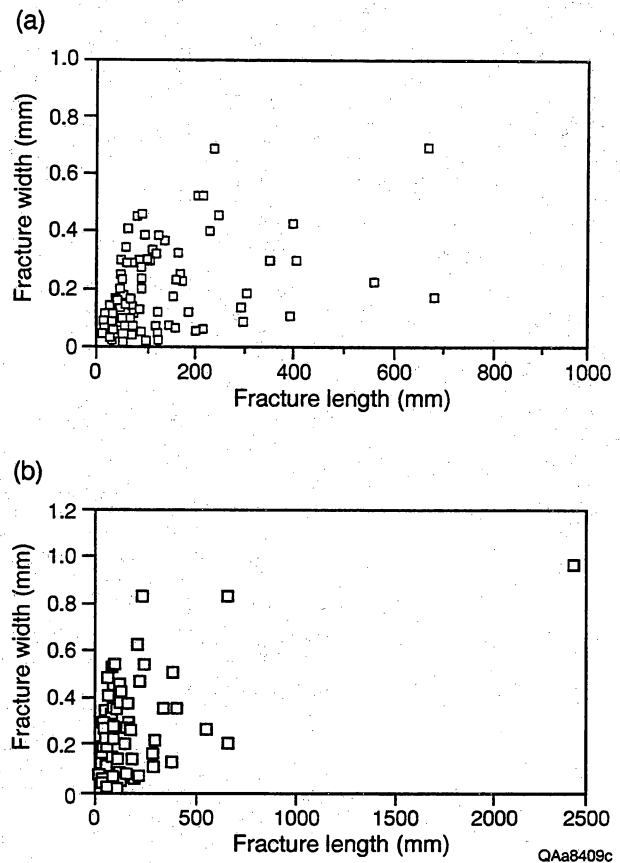 (a)
1.0
0.8
0.6
0.4
0.2
0
Fracture width (mm)
0 200 400 600 800 1000
Fracture length (mm)
(b)
1.2
1.0
0.8
0.6
0.4
0.2
0
Fracture width (mm)
0 500 1000 1500 2000 2500
Fracture length (mm)
QAa8409c